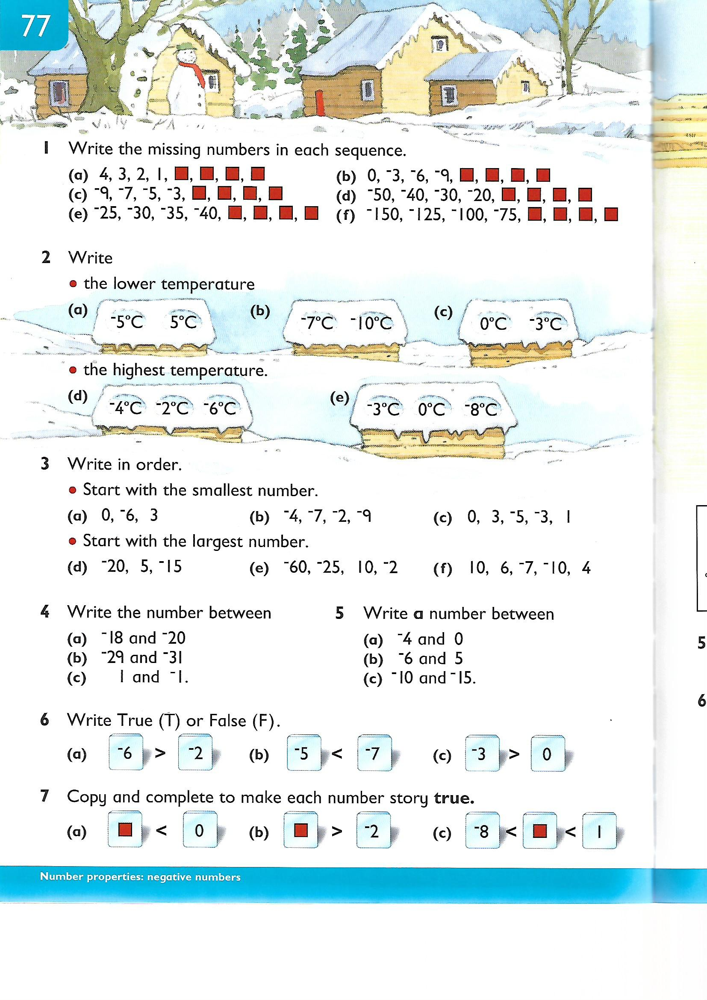 77
1 Write the missing numbers in each sequence.
(a) 4, 3, 2, 1, ■, ■, ■, ■ (b) 0, ⁻3, ⁻6, ⁻9, ■, ■, ■, ■
(c) ⁻9, ⁻7, ⁻5, ⁻3, ■, ■, ■, ■ (d) ⁻50, ⁻40, ⁻30, ⁻20, ■, ■, ■, ■
(e) ⁻25, ⁻30, ⁻35, ⁻40, ■, ■, ■, ■ (f) ⁻150, ⁻125, ⁻100, ⁻75, ■, ■, ■, ■
2 Write
• the lower temperature
(a) ⁻5°C 5°C (b) ⁻7°C ⁻10°C (c) 0°C ⁻3°C
• the highest temperature.
(d) ⁻4°C ⁻2°C ⁻6°C (e) ⁻3°C 0°C ⁻8°C
3 Write in order.
• Start with the smallest number.
(a) 0, ⁻6, 3 (b) ⁻4, ⁻7, ⁻2, ⁻9 (c) 0, 3, ⁻5, ⁻3, 1
• Start with the largest number.
(d) ⁻20, 5, ⁻15 (e) ⁻60, ⁻25, 10, ⁻2 (f) 10, 6, ⁻7, ⁻10, 4
4 Write the number between
(a) ⁻18 and ⁻20
(b) ⁻29 and ⁻31
(c) 1 and ⁻1.
5 Write a number between
(a) ⁻4 and 0
(b) ⁻6 and 5
(c) ⁻10 and ⁻15.
6 Write True (T) or False (F).
(a) ⁻6 > ⁻2 (b) ⁻5 < ⁻7 (c) ⁻3 > 0
7 Copy and complete to make each number story true.
(a) ■ < 0 (b) ■ > ⁻2 (c) ⁻8 < ■ < 1
Number properties: negative numbers
5
6